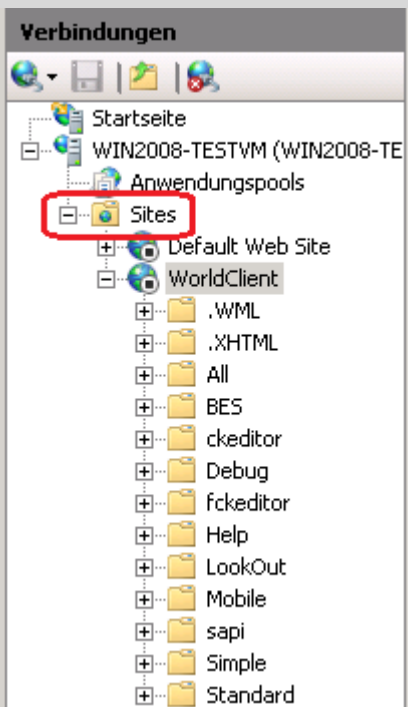 Verbindungen
Startseite
WIN2008-TESTVM (WIN2008-TE
Anwendungspools
Sites
Default Web Site
WorldClient
.WML
.XHTML
All
BES
ckeditor
Debug
fckeditor
Help
LookOut
Mobile
sapi
Simple
Standard